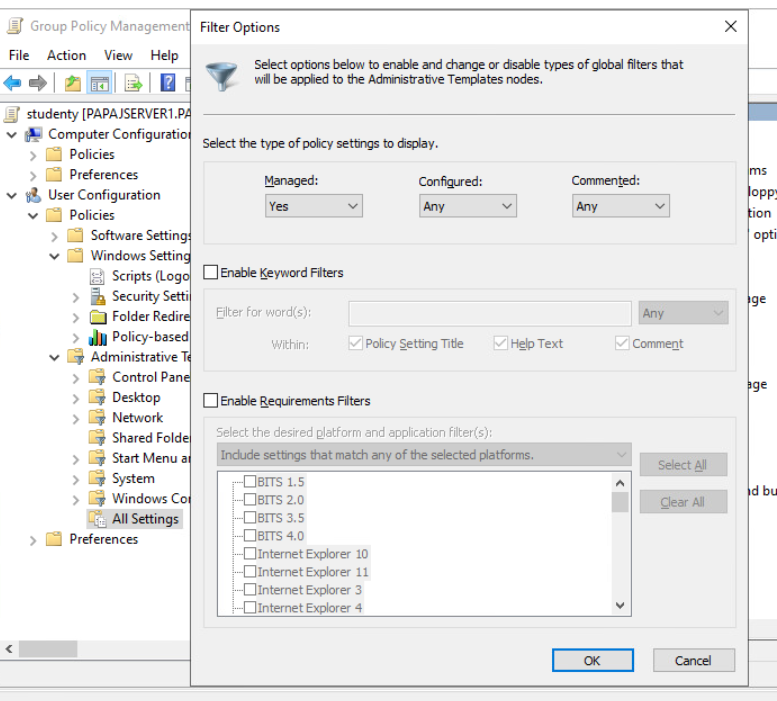 Group Policy Management
File Action View Help
studenty [PAPAJSERVER1.PA
Computer Configuration
Policies
Preferences
User Configuration
Policies
Software Settings
Windows Setting
Scripts (Logo
Security Setti
Folder Redire
Policy-based
Administrative Te
Control Pane
Desktop
Network
Shared Folde
Start Menu an
System
Windows Co
All Settings
Preferences
Filter Options
Select options below to enable and change or disable types of global filters that
will be applied to the Administrative Templates nodes.
Select the type of policy settings to display.
Managed: Configured: Commented:
Yes Any Any
Enable Keyword Filters
Filter for word(s): Any
Within: Policy Setting Title Help Text Comment
Enable Requirements Filters
Select the desired platform and application filter(s):
Include settings that match any of the selected platforms.
Select All
Clear All
BITS 1.5
BITS 2.0
BITS 3.5
BITS 4.0
Internet Explorer 10
Internet Explorer 11
Internet Explorer 3
Internet Explorer 4
OK Cancel
ms
loppy
tion
opti
age
age
nd bu